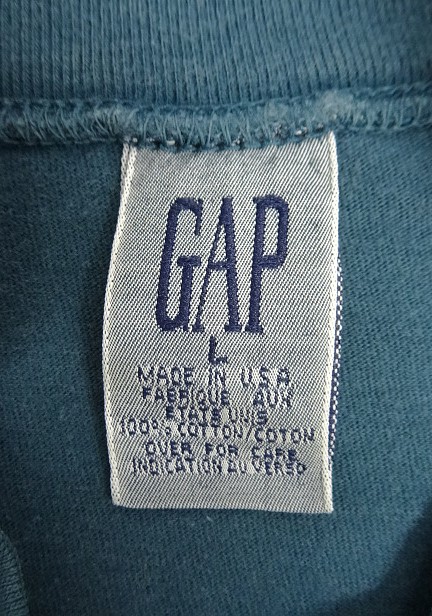 GAP
L
MADE IN U.S.A.
FABRIQUE AUX
ETATS UNIS
100% COTTON/COTON
OVER FOR CARE
INDICATION AU VERSO